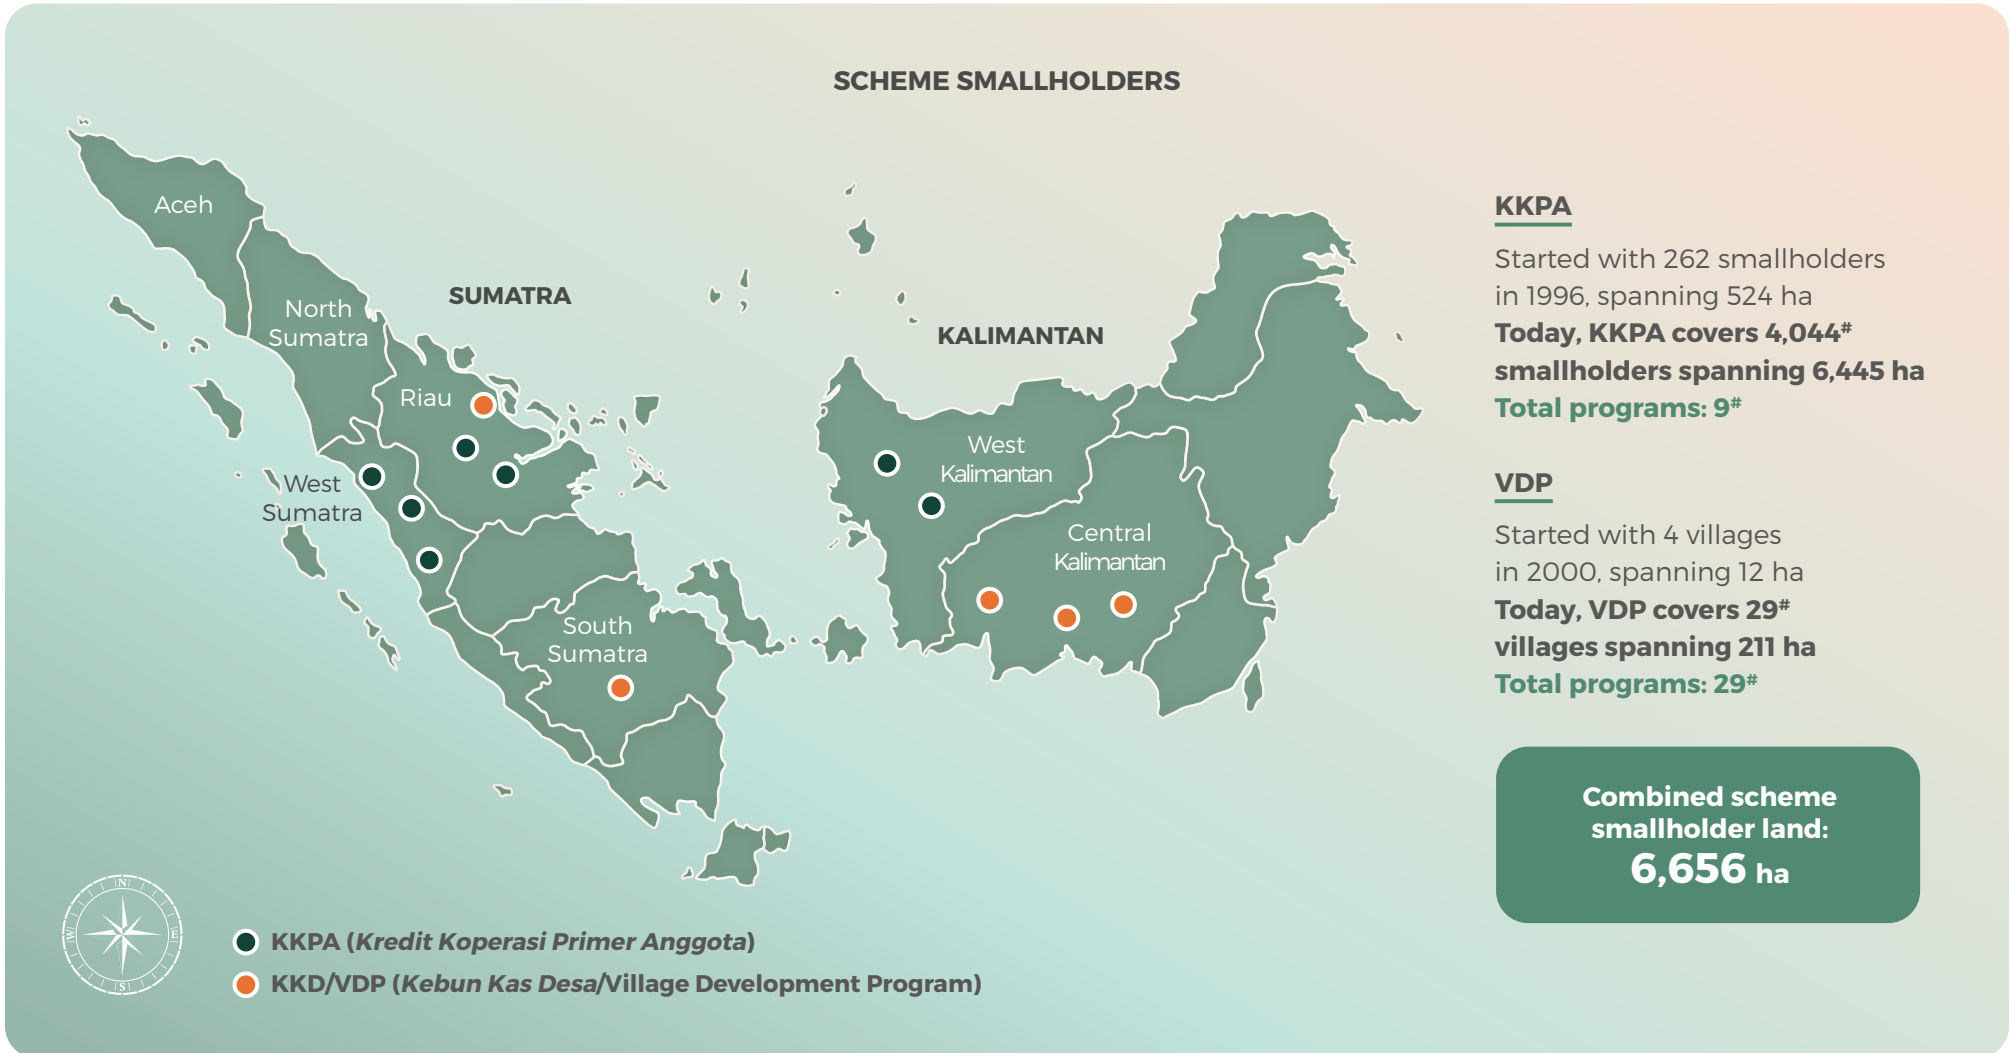 SCHEME SMALLHOLDERS
Aceh
North
Sumatra
SUMATRA
Riau
West
Sumatra
South
Sumatra
KALIMANTAN
West
Kalimantan
Central
Kalimantan
KKPA
Started with 262 smallholders
in 1996, spanning 524 ha
Today, KKPA covers 4,044#
smallholders spanning 6,445 ha
Total programs: 9#
VDP
Started with 4 villages
in 2000, spanning 12 ha
Today, VDP covers 29#
villages spanning 211 ha
Total programs: 29#
Combined scheme
smallholder land:
6,656 ha
N
W
E
S
KKPA (Kredit Koperasi Primer Anggota)
KKD/VDP (Kebun Kas Desa/Village Development Program)